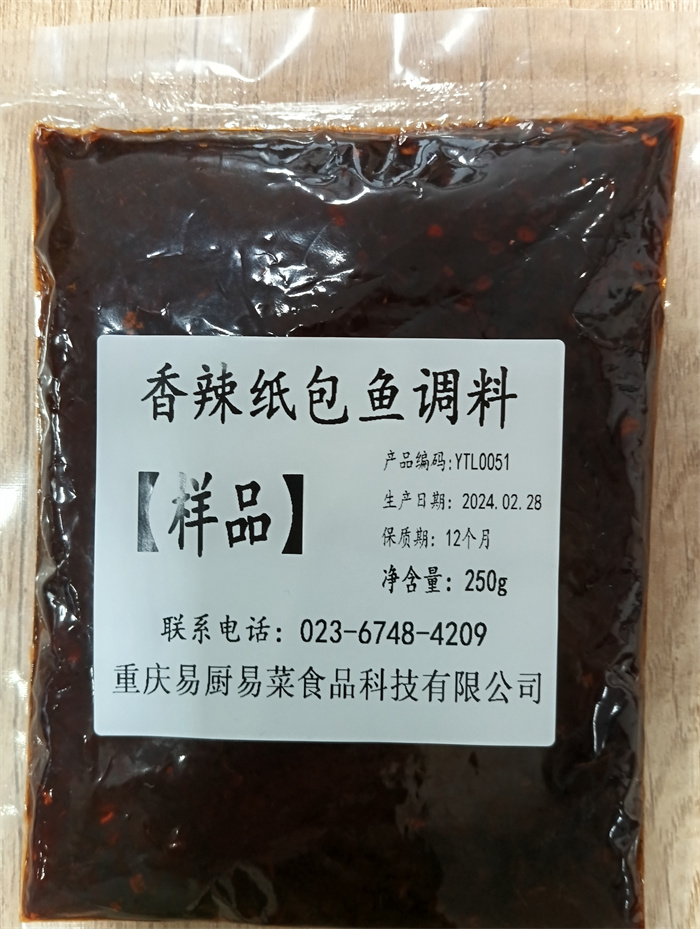 香辣纸包鱼调料
【样品】
产品编码:YTL0051
生产日期: 2024.02.28
保质期: 12个月
净含量: 250g
联系电话: 023-6748-4209
重庆易厨易菜食品科技有限公司